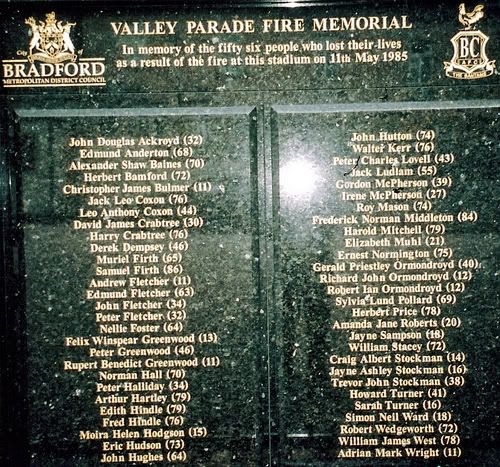 VALLEY PARADE FIRE MEMORIAL
In memory of the fifty six people who lost their lives
as a result of the fire at this stadium on 11th May 1985
City
BRADFORD
METROPOLITAN DISTRICT COUNCIL
BC
A.F.C.
THE BANTAMS
John Douglas Ackroyd (32)
Edmund Anderton (68)
Alexander Shaw Baines (70)
Herbert Bamford (72)
Christopher James Bulmer (11)
Jack Leo Coxon (76)
Leo Anthony Coxon (44)
David James Crabtree (30)
Harry Crabtree (76)
Derek Dempsey (46)
Muriel Firth (65)
Samuel Firth (86)
Andrew Fletcher (11)
Edmund Fletcher (63)
John Fletcher (34)
Peter Fletcher (32)
Nellie Foster (64)
Felix Winspear Greenwood (13)
Peter Greenwood (46)
Rupert Benedict Greenwood (11)
Norman Hall (70)
Peter Halliday (34)
Arthur Hartley (79)
Edith Hindle (79)
Fred Hindle (76)
Moira Helen Hodgson (15)
Eric Hudson (73)
John Hughes (64)
John Hutton (74)
Walter Kerr (76)
Peter Charles Lovell (43)
Jack Ludlam (55)
Gordon McPherson (39)
Irene McPherson (27)
Roy Mason (74)
Frederick Norman Middleton (84)
Harold Mitchell (79)
Elizabeth Muhl (21)
Ernest Normington (75)
Gerald Priestley Ormondroyd (40)
Richard John Ormondroyd (12)
Robert Ian Ormondroyd (12)
Sylvia Lund Pollard (69)
Herbert Price (78)
Amanda Jane Roberts (20)
Jayne Sampson (18)
William Stacey (72)
Craig Albert Stockman (14)
Jayne Ashley Stockman (16)
Trevor John Stockman (38)
Howard Turner (41)
Sarah Turner (16)
Simon Neil Ward (18)
Robert Wedgeworth (72)
William James West (78)
Adrian Mark Wright (11)